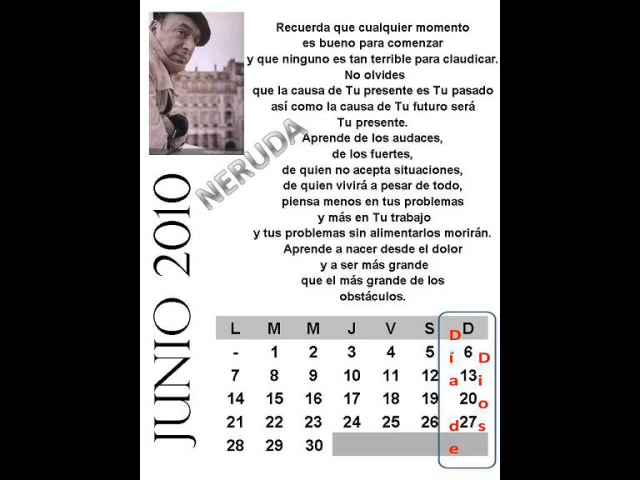 Recuerda que cualquier momento
es bueno para comenzar
y que ninguno es tan terrible para claudicar.
No olvides
que la causa de Tu presente es Tu pasado
así como la causa de Tu futuro será
Tu presente.
Aprende de los audaces,
de los fuertes,
de quien no acepta situaciones,
de quien vivirá a pesar de todo,
piensa menos en tus problemas
y más en Tu trabajo
y tus problemas sin alimentarlos morirán.
Aprende a nacer desde el dolor
y a ser más grande
que el más grande de los
obstáculos.
NERUDA
JUNIO 2010
L M M J V S D
- 1 2 3 4 5 6
7 8 9 10 11 12 13
14 15 16 17 18 19 20
21 22 23 24 25 26 27
28 29 30
Día de
Dios